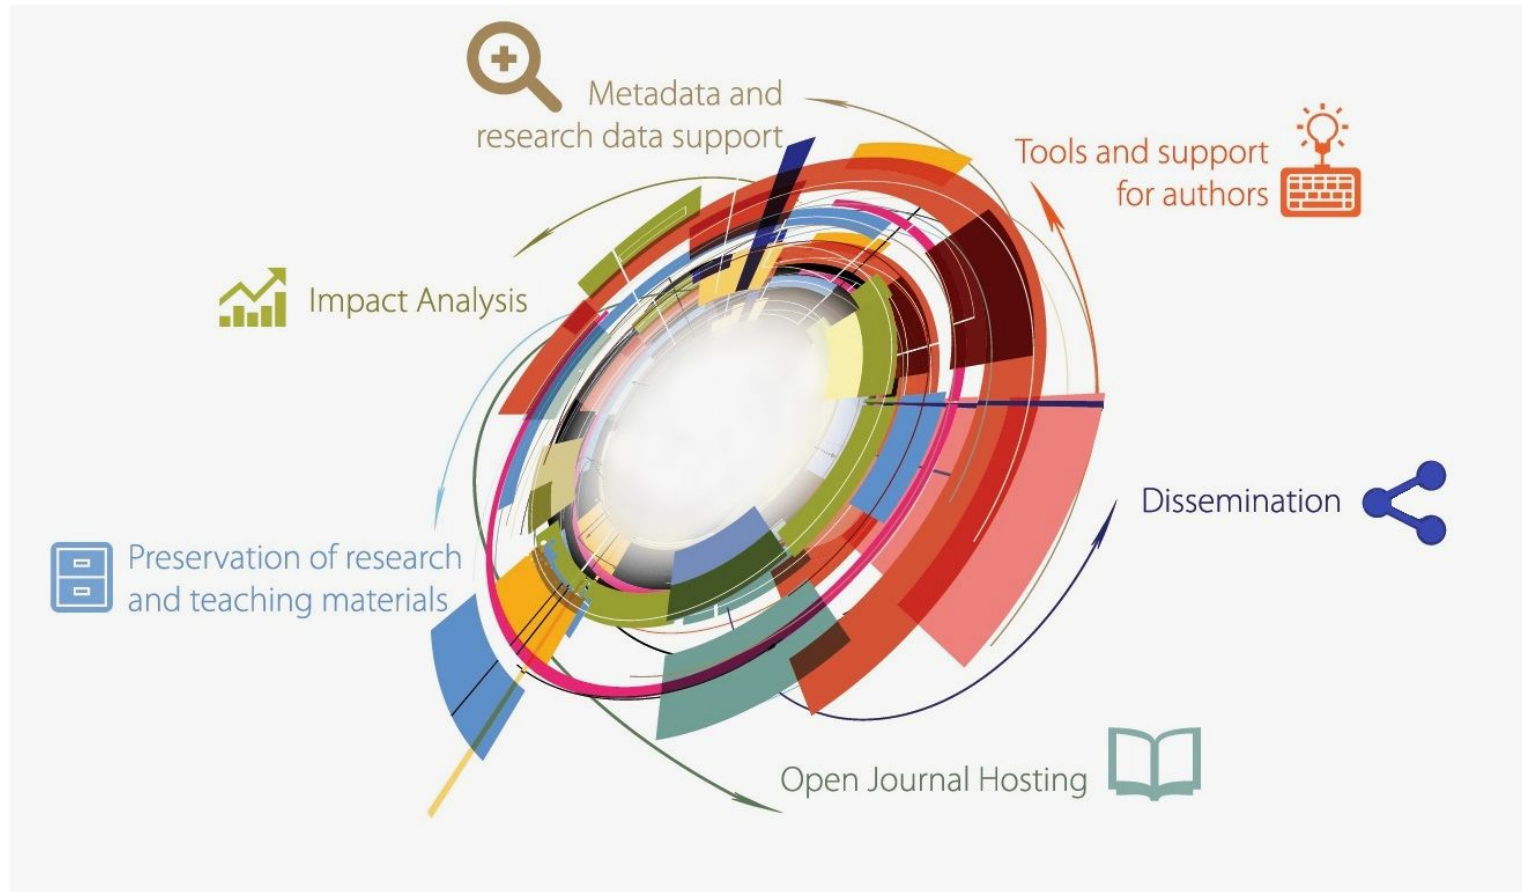 Metadata and
research data support
Tools and support
for authors
Impact Analysis
Dissemination
Preservation of research
and teaching materials
Open Journal Hosting